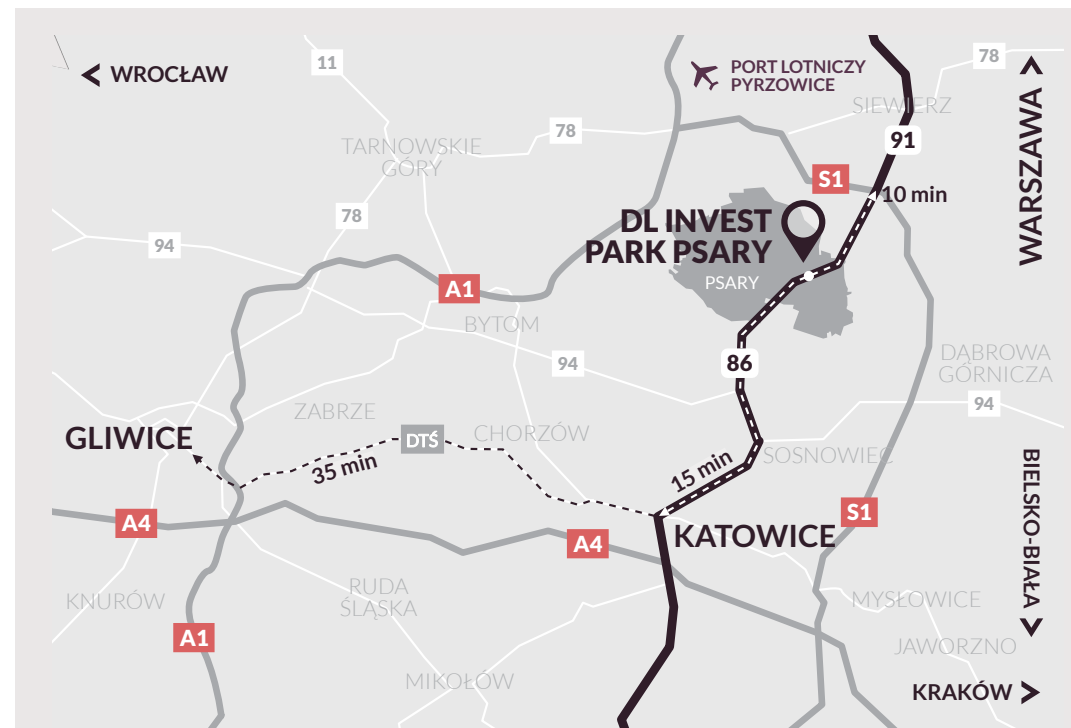 WROCŁAW
11
PORT LOTNICZY
PYRZOWICE
78
WARSZAWA
SIEWIERZ
78
91
TARNOWSKIE
GÓRY
S1
10 min
78
DL INVEST
PARK PSARY
94
PSARY
A1
BYTOM
86
94
DĄBROWA
GÓRNICZA
94
ZABRZE
GLIWICE
DTŚ
CHORZÓW
35 min
15 min
SOSNOWIEC
BIELSKO-BIAŁA
A4
S1
KATOWICE
A4
KNURÓW
RUDA
ŚLĄSKA
MYSŁOWICE
A1
JAWORZNO
MIKOŁÓW
KRAKÓW